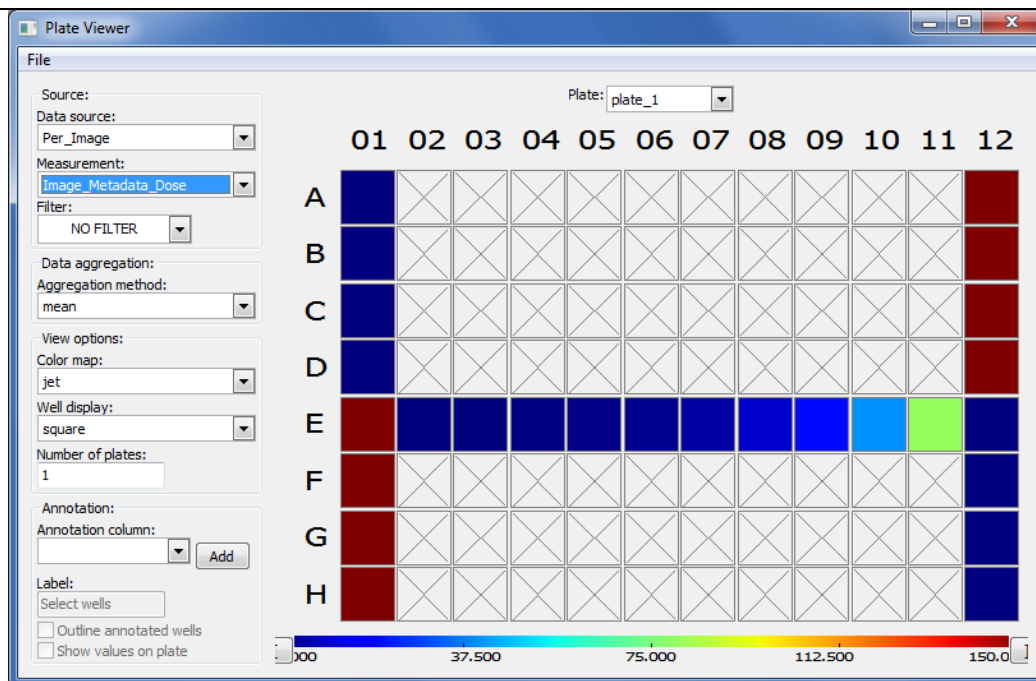 Plate Viewer
File
Source:
Data source:
Per_Image
Measurement:
Image_Metadata_Dose
Filter:
NO FILTER
Data aggregation:
Aggregation method:
mean
View options:
Color map:
jet
Well display:
square
Number of plates:
1
Annotation:
Annotation column:
Add
Label:
Select wells
Outline annotated wells
Show values on plate
Plate: plate_1
01 02 03 04 05 06 07 08 09 10 11 12
A
B
C
D
E
F
G
H
37.500 75.000 112.500 150.0